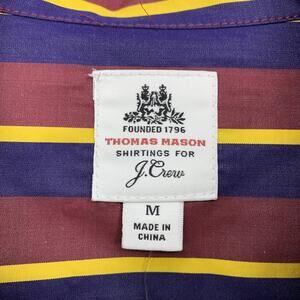 FOUNDED 1796
THOMAS MASON
SHIRTINGS FOR
J.Crew
M
MADE IN
CHINA